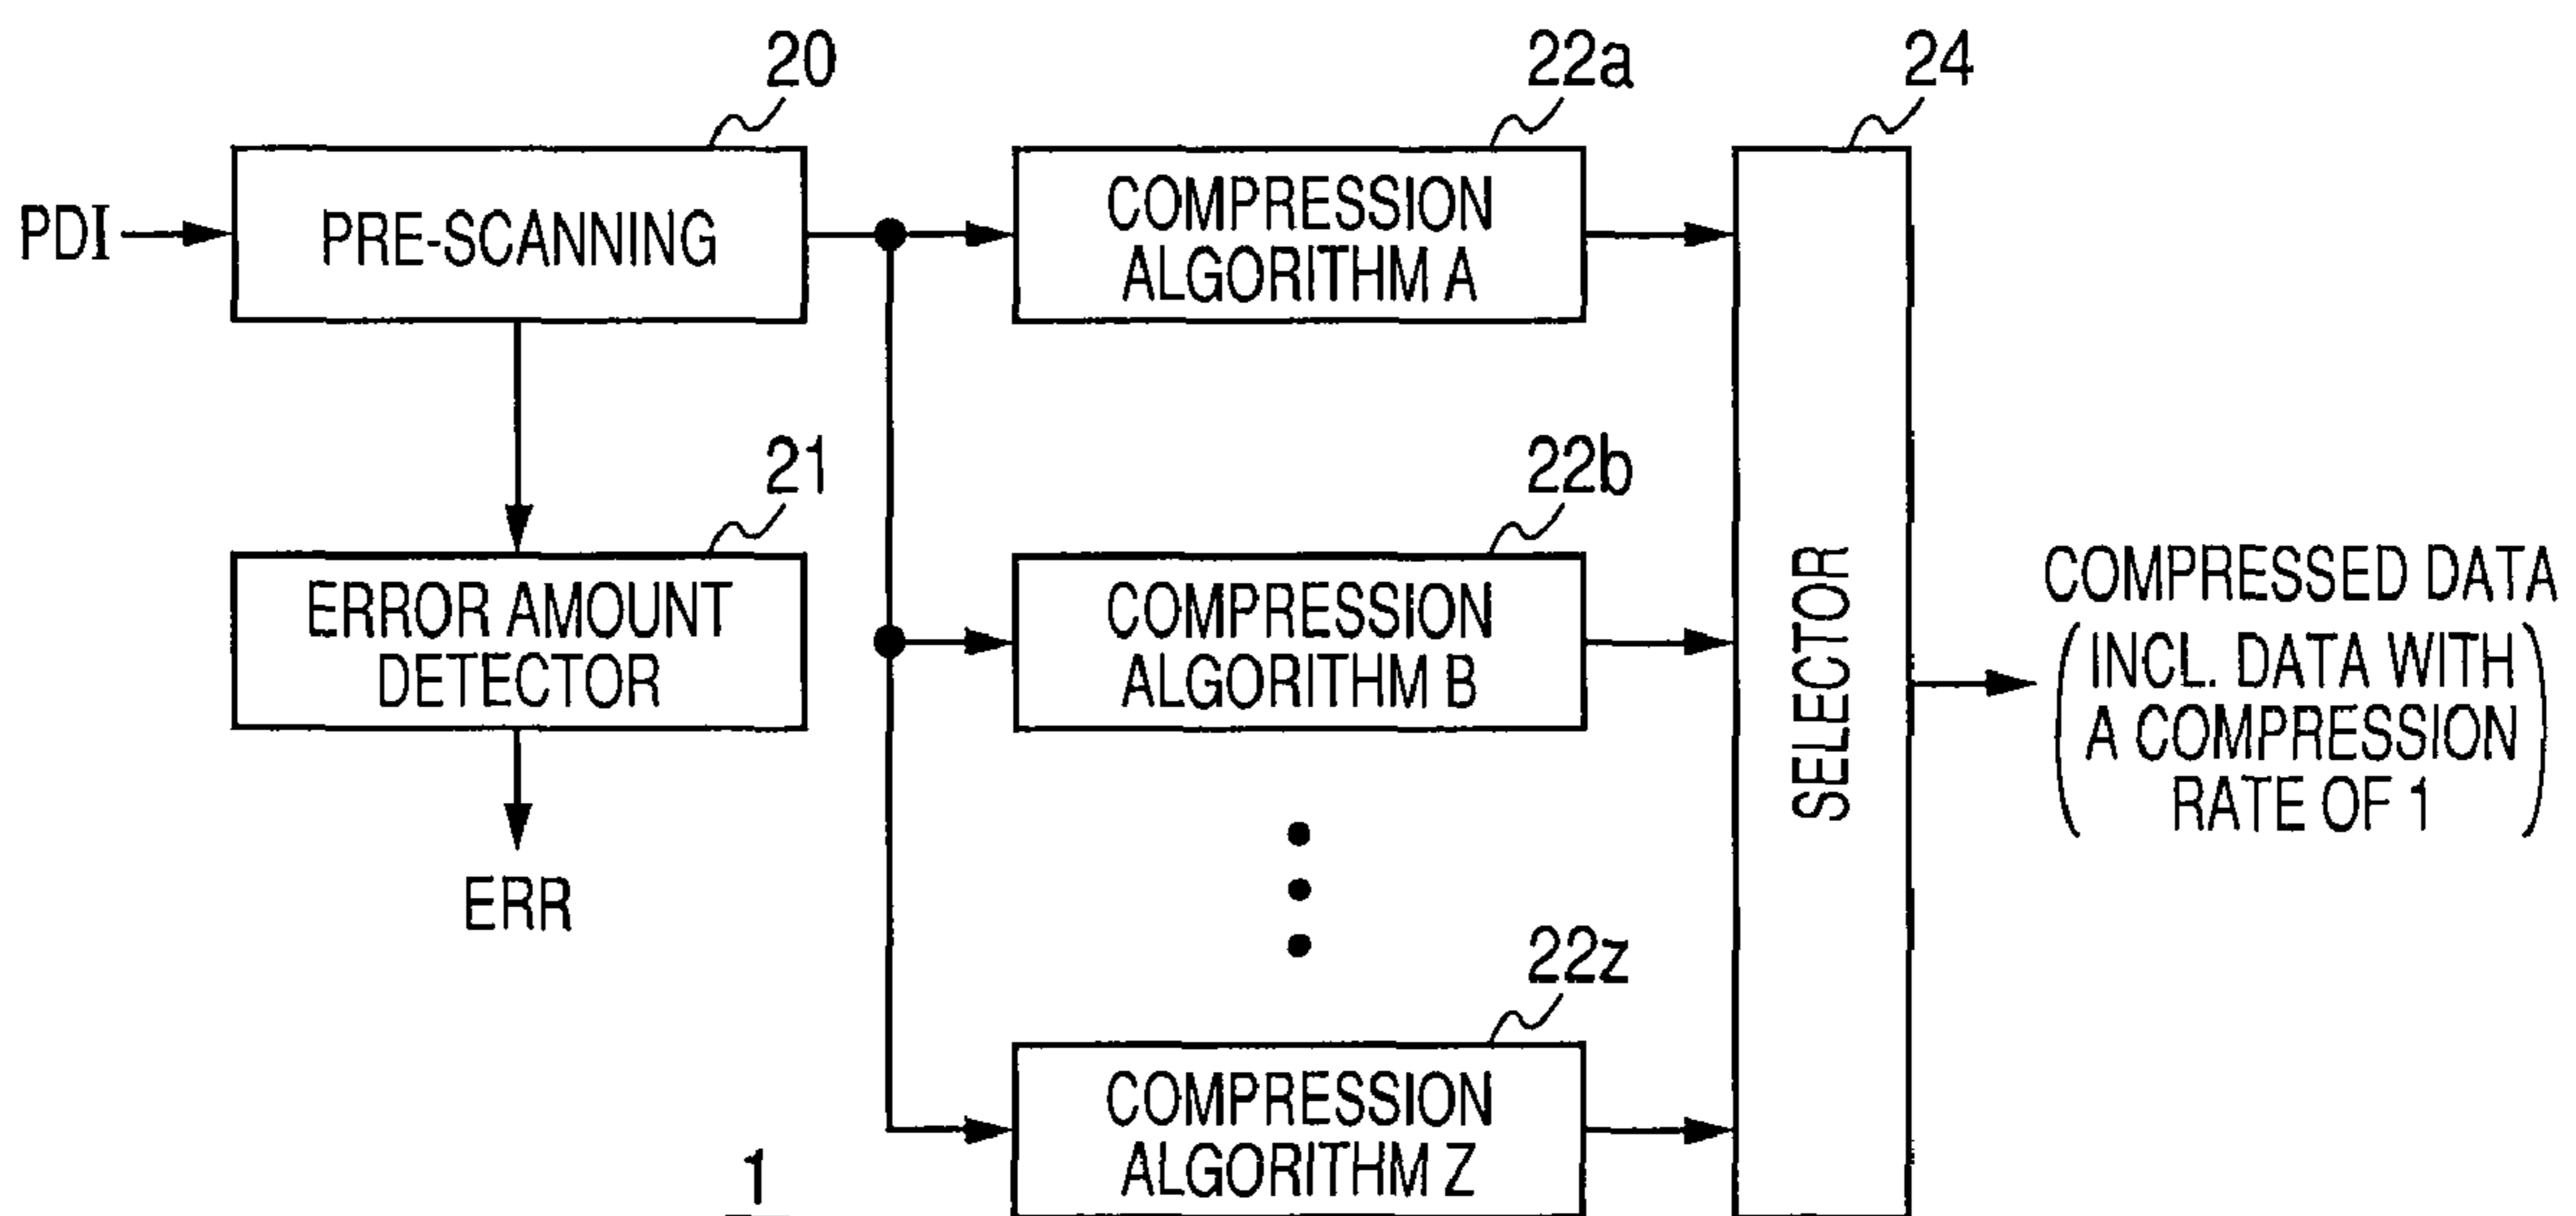 20
22a
24
PDI
PRE-SCANNING
COMPRESSION
ALGORITHM A
21
22b
ERROR AMOUNT
DETECTOR
COMPRESSION
ALGORITHM B
SELECTOR
COMPRESSED DATA
( INCL. DATA WITH
A COMPRESSION
RATE OF 1 )
ERR
22z
COMPRESSION
ALGORITHM Z
1